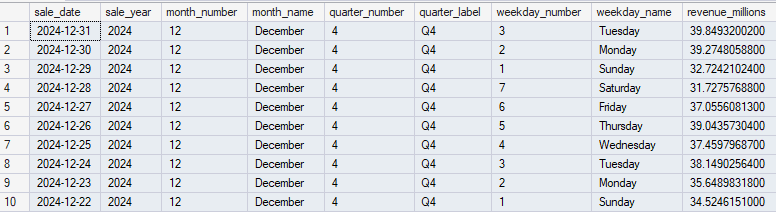 sale_date sale_year month_number month_name quarter_number quarter_label weekday_number weekday_name revenue_millions
1 2024-12-31 2024 12 December 4 Q4 3 Tuesday 39.8493200200
2 2024-12-30 2024 12 December 4 Q4 2 Monday 39.2748058800
3 2024-12-29 2024 12 December 4 Q4 1 Sunday 32.7242102400
4 2024-12-28 2024 12 December 4 Q4 7 Saturday 31.7275768800
5 2024-12-27 2024 12 December 4 Q4 6 Friday 37.0556081300
6 2024-12-26 2024 12 December 4 Q4 5 Thursday 39.0435730400
7 2024-12-25 2024 12 December 4 Q4 4 Wednesday 37.4597968700
8 2024-12-24 2024 12 December 4 Q4 3 Tuesday 38.1490256400
9 2024-12-23 2024 12 December 4 Q4 2 Monday 35.6489831800
10 2024-12-22 2024 12 December 4 Q4 1 Sunday 34.5246151000